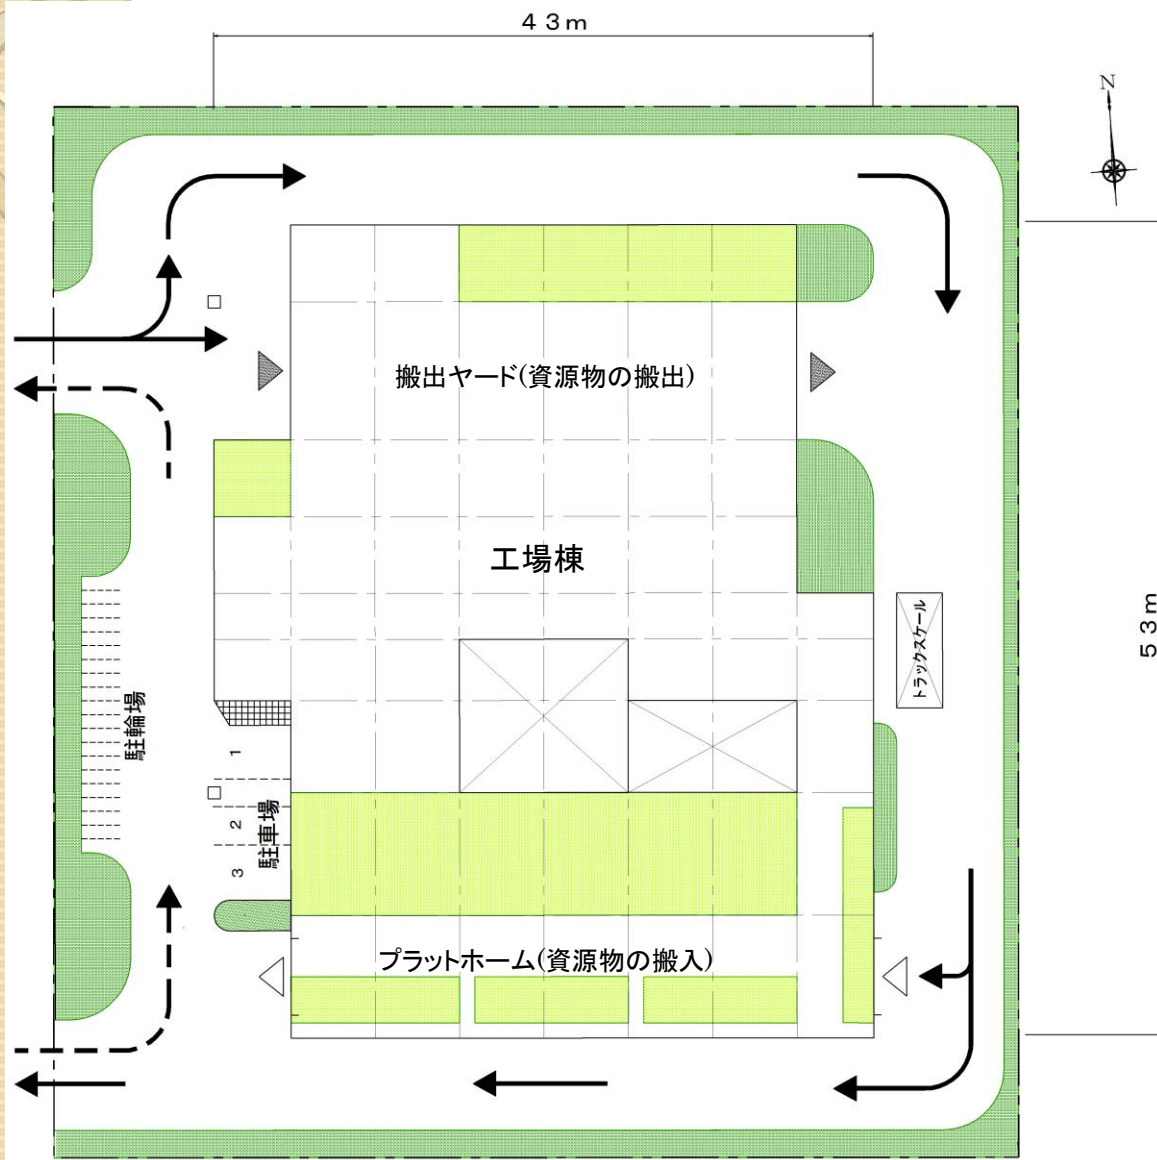 43m
N
搬出ヤード(資源物の搬出)
工場棟
トラックスケール
53m
駐輪場
1
2
3
駐車場
プラットホーム(資源物の搬入)